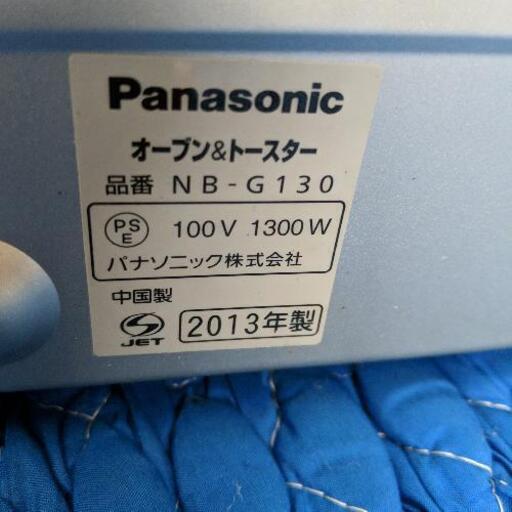 Panasonic
オーブン&トースター
品番 NB-G130
PSE 100V 1300W
パナソニック株式会社
中国製
JET 2013年製